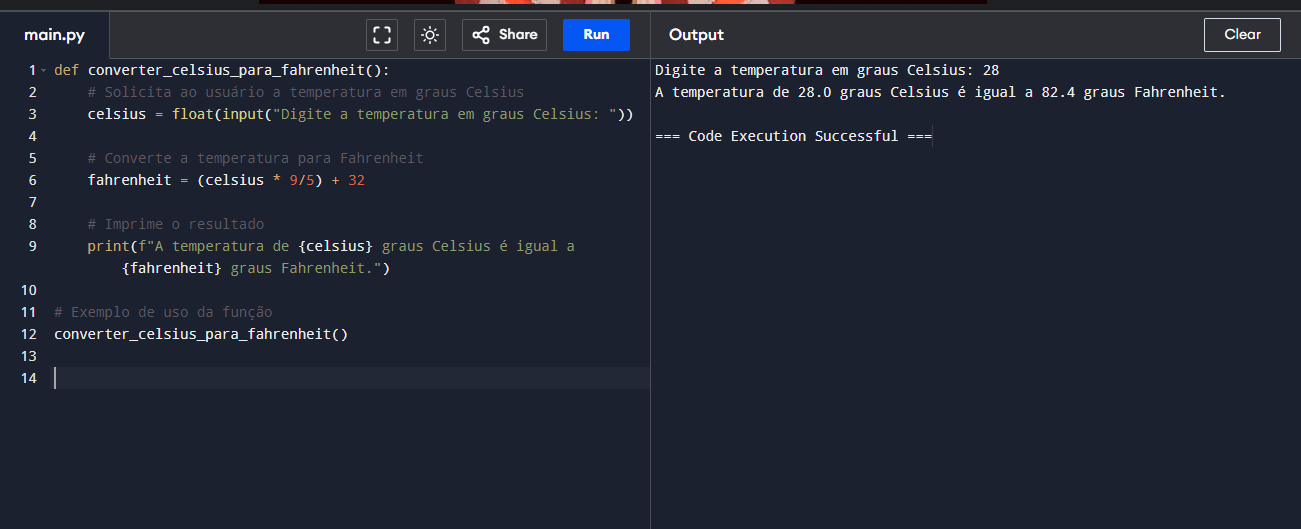 main.py
Share
Run
Output
Clear
1 def converter_celsius_para_fahrenheit():
2     # Solicita ao usuário a temperatura em graus Celsius
3     celsius = float(input("Digite a temperatura em graus Celsius: "))
4
5     # Converte a temperatura para Fahrenheit
6     fahrenheit = (celsius * 9/5) + 32
7
8     # Imprime o resultado
9     print(f"A temperatura de {celsius} graus Celsius é igual a
{fahrenheit} graus Fahrenheit.")
10
11 # Exemplo de uso da função
12 converter_celsius_para_fahrenheit()
13
14
Digite a temperatura em graus Celsius: 28
A temperatura de 28.0 graus Celsius é igual a 82.4 graus Fahrenheit.
=== Code Execution Successful ===